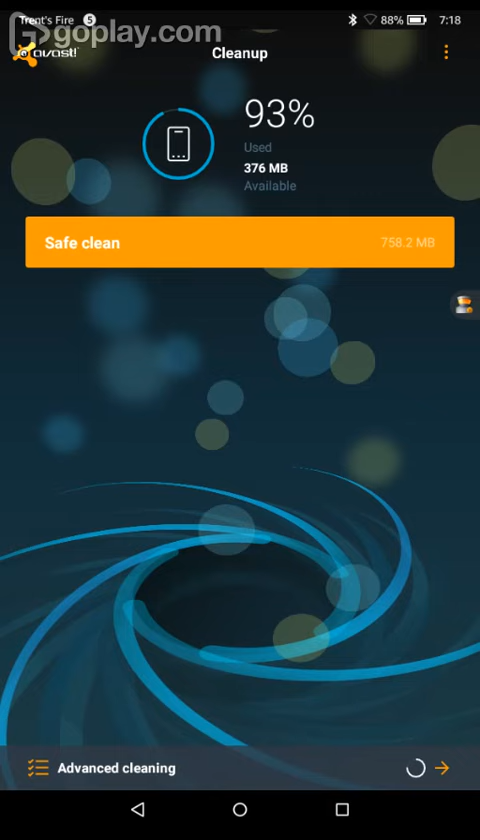 Trent's Fire 5 88% 7:18
goplay.com
avast!
Cleanup
93%
Used
376 MB
Available
Safe clean 758.2 MB
Advanced cleaning